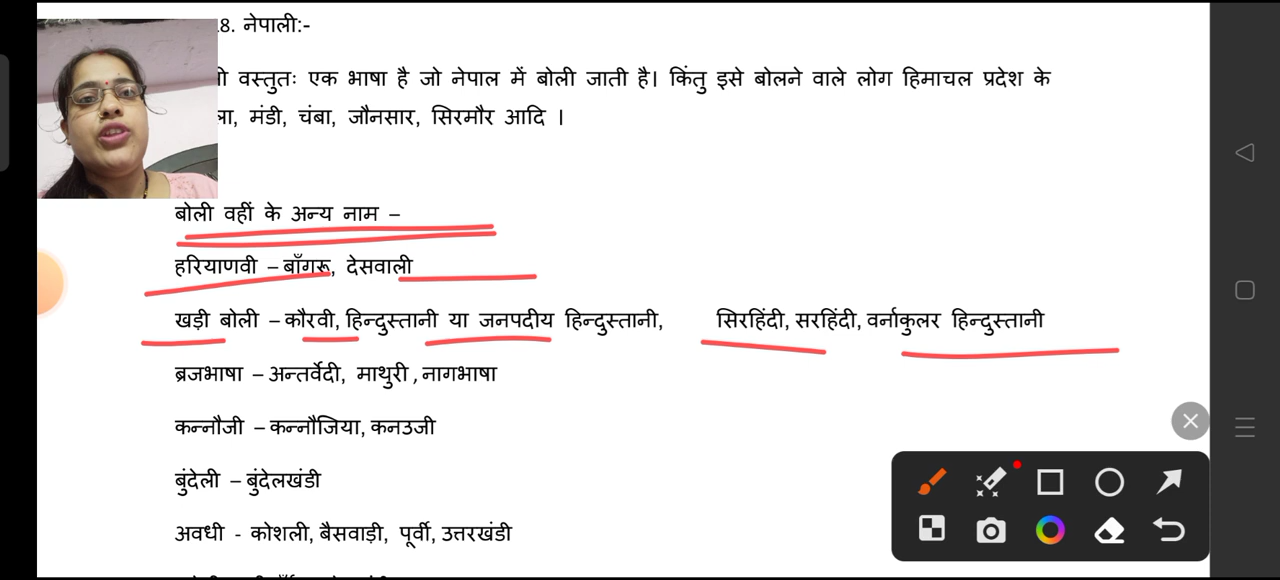 18. नेपाली:-
वस्तुतः एक भाषा है जो नेपाल में बोली जाती है। किंतु इसे बोलने वाले लोग हिमाचल प्रदेश के
मंडी, चंबा, जौनसार, सिरमौर आदि ।
बोली वहीं के अन्य नाम –
हरियाणवी – बाँगरू, देसवाली
खड़ी बोली – कौरवी, हिन्दुस्तानी या जनपदीय हिन्दुस्तानी, सिरहिंदी, सरहिंदी, वर्नाकुलर हिन्दुस्तानी
ब्रजभाषा – अन्तर्वेदी, माथुरी , नागभाषा
कन्नौजी – कन्नौजिया, कनउजी
बुंदेली – बुंदेलखंडी
अवधी - कोशली, बैसवाड़ी, पूर्वी, उत्तरखंडी